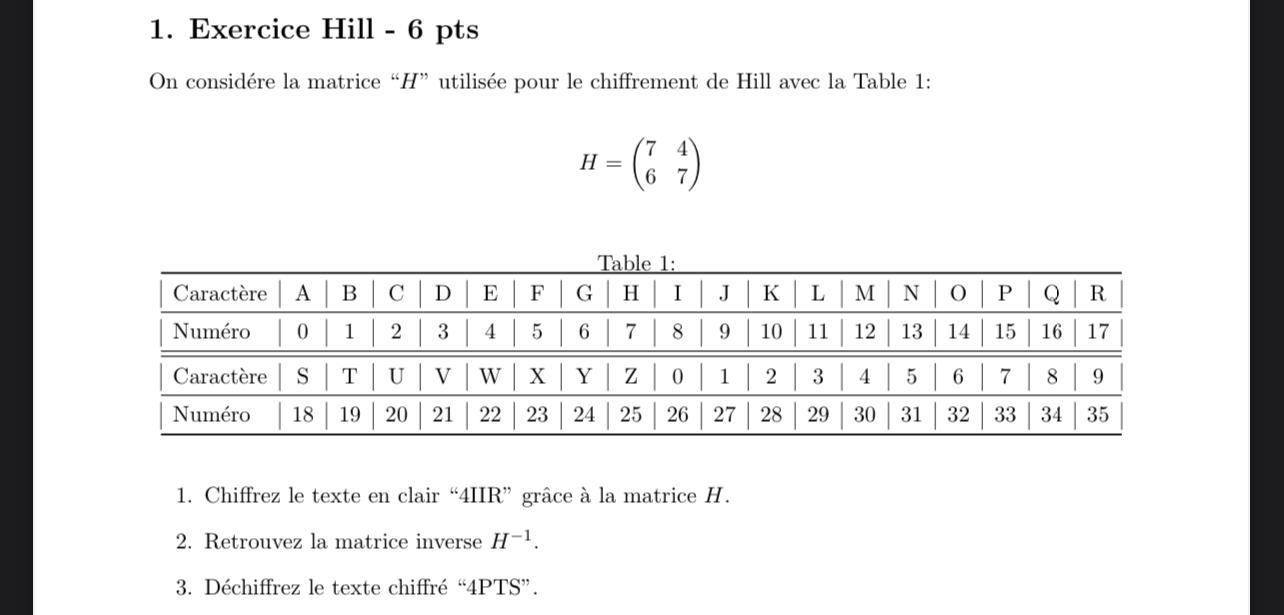 1. Exercice Hill - 6 pts
On considére la matrice “H” utilisée pour le chiffrement de Hill avec la Table 1:
H = (7 4
6 7)
Table 1:
Caractère A B C D E F G H I J K L M N O P Q R
Numéro 0 1 2 3 4 5 6 7 8 9 10 11 12 13 14 15 16 17
Caractère S T U V W X Y Z 0 1 2 3 4 5 6 7 8 9
Numéro 18 19 20 21 22 23 24 25 26 27 28 29 30 31 32 33 34 35
1. Chiffrez le texte en clair “4IIR” grâce à la matrice H.
2. Retrouvez la matrice inverse H⁻¹.
3. Déchiffrez le texte chiffré “4PTS”.